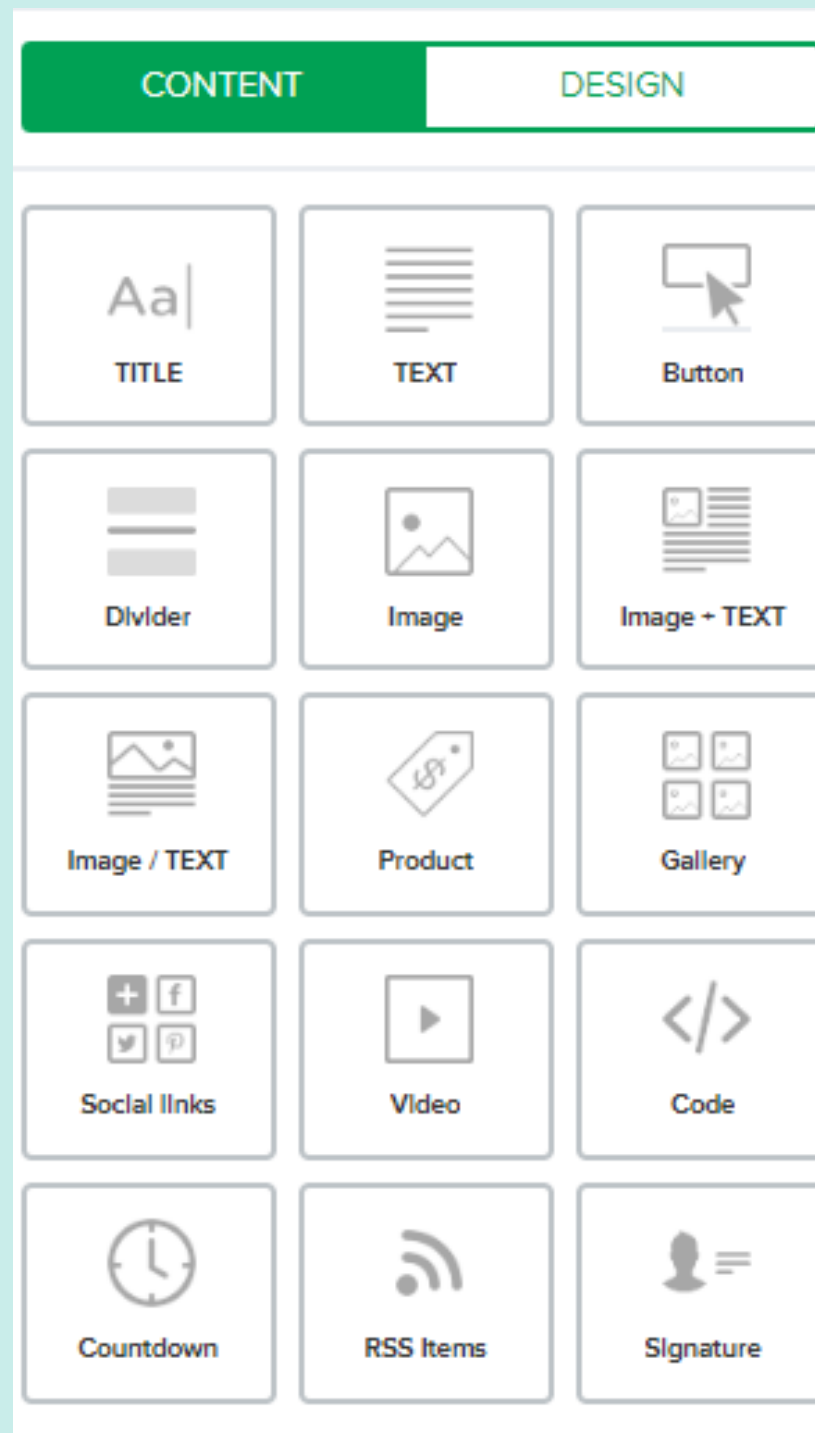 CONTENT DESIGN
Aa
TITLE TEXT Button
Divider Image Image + TEXT
$
Image / TEXT Product Gallery
f
Social links Video Code
</>
Countdown RSS Items Signature